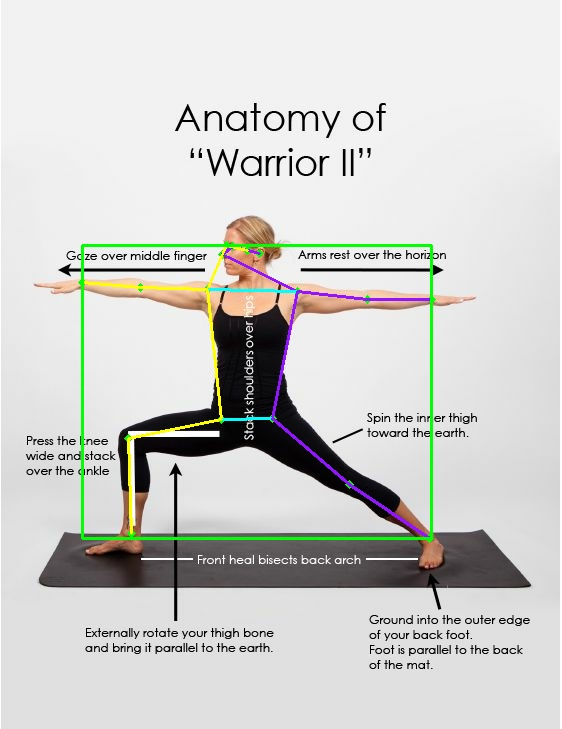 Anatomy of
“Warrior II”
Gaze over middle finger
Arms rest over the horizon
Stack shoulders over hips
Press the knee
wide and stack
over the ankle
Spin the inner thigh
toward the earth.
Front heal bisects back arch
Externally rotate your thigh bone
and bring it parallel to the earth.
Ground into the outer edge
of your back foot.
Foot is parallel to the back
of the mat.